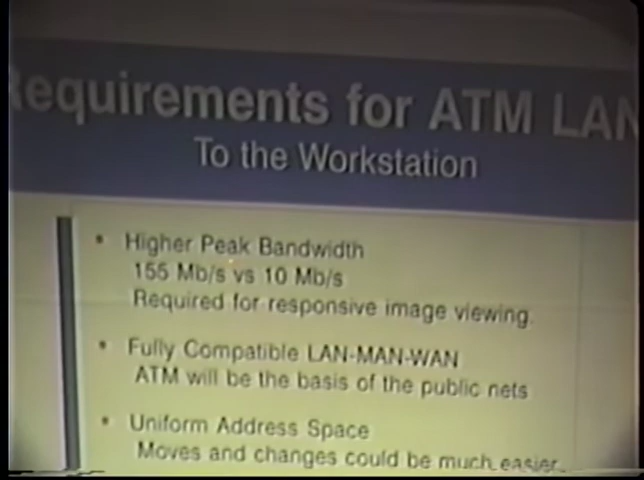 Requirements for ATM LAN
To the Workstation
• Higher Peak Bandwidth
155 Mb/s vs 10 Mb/s
Required for responsive image viewing.
• Fully Compatible LAN-MAN-WAN
ATM will be the basis of the public nets
• Uniform Address Space
Moves and changes could be much easier.